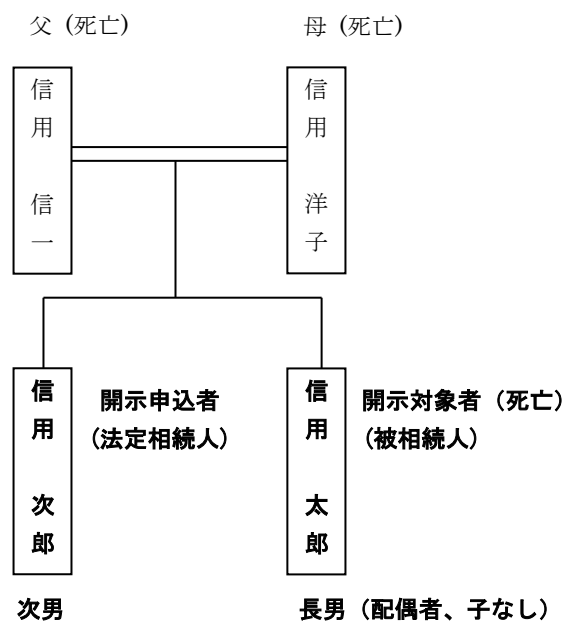 父 (死亡)
母 (死亡)
信用 信一
信用 洋子
信用 次郎
開示申込者
(法定相続人)
信用 太郎
開示対象者（死亡）
(被相続人)
次男
長男（配偶者、子なし）